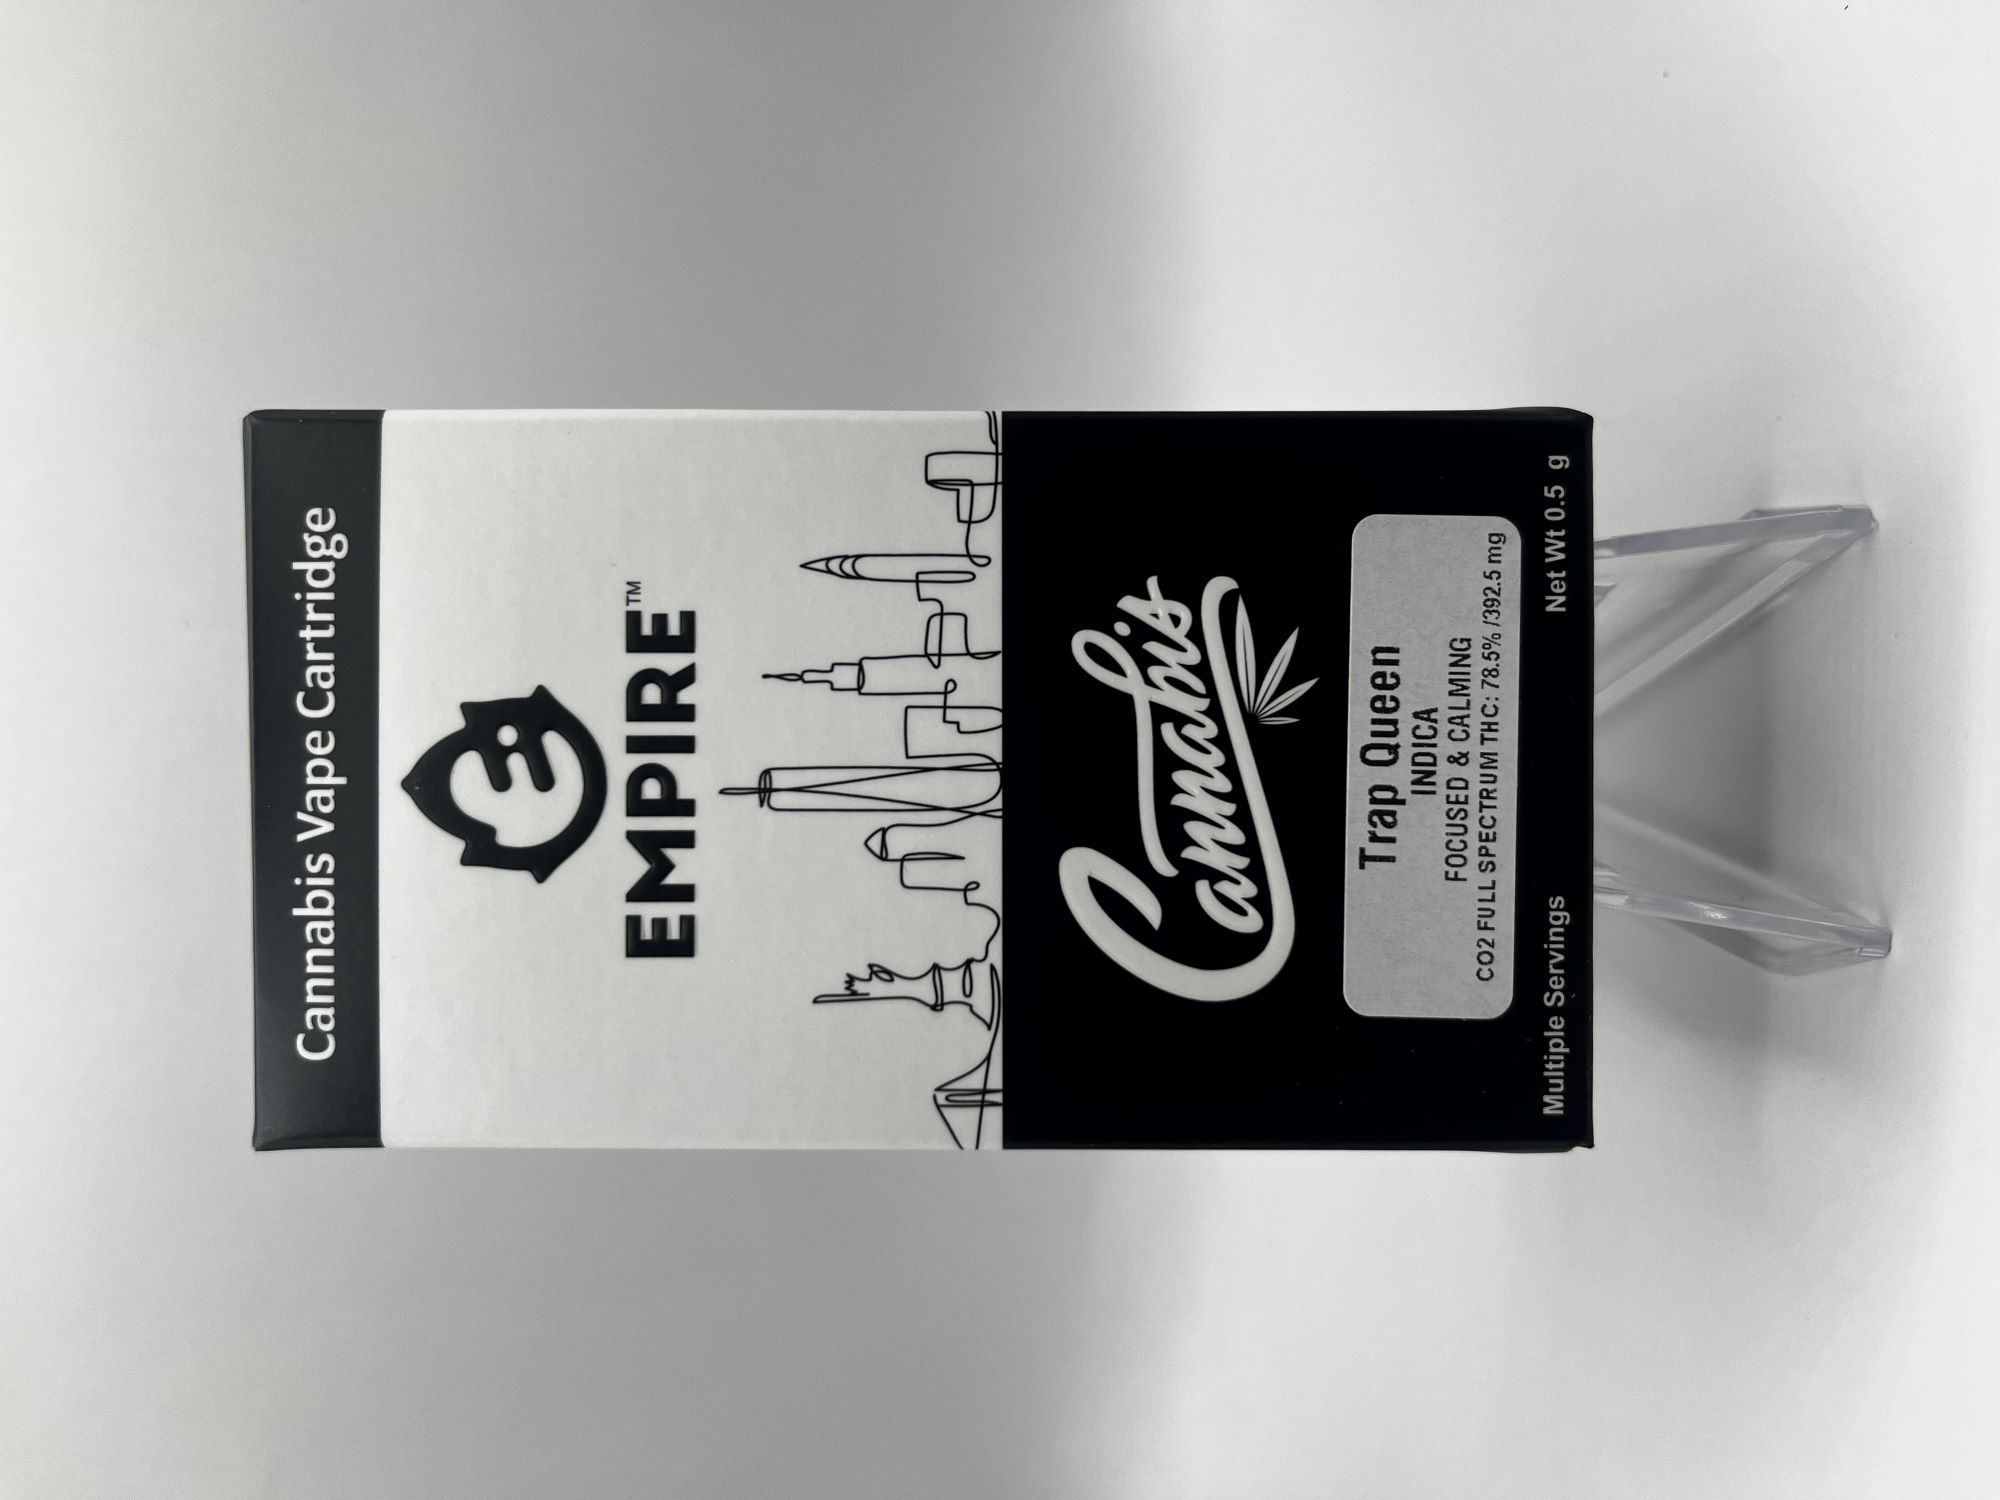 Cannabis Vape Cartridge
EMPIRE™
Cannabis
Trap Queen
INDICA
FOCUSED & CALMING
CO2 FULL SPECTRUM THC: 78.5% /392.5 mg
Multiple Servings
Net Wt 0.5 g